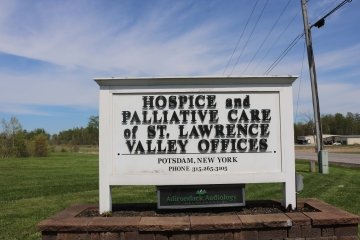 HOSPICE and
PALLIATIVE CARE
of ST. LAWRENCE
VALLEY OFFICES
POTSDAM, NEW YORK
PHONE 315-265-3105
Adirondack Audiology